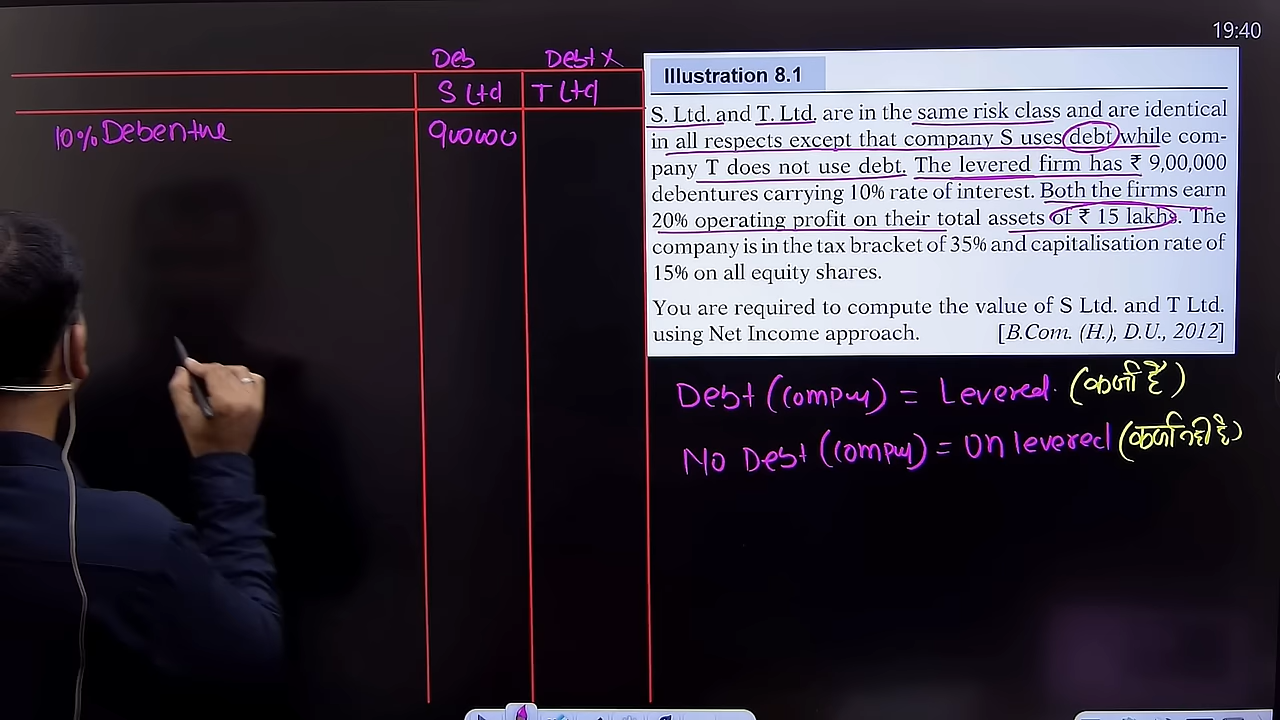 19:40
Deb Debt X
S Ltd T Ltd
10% Debenture 900000
Illustration 8.1
S. Ltd. and T. Ltd. are in the same risk class and are identical
in all respects except that company S uses debt while com-
pany T does not use debt. The levered firm has ₹ 9,00,000
debentures carrying 10% rate of interest. Both the firms earn
20% operating profit on their total assets of ₹ 15 lakhs. The
company is in the tax bracket of 35% and capitalisation rate of
15% on all equity shares.
You are required to compute the value of S Ltd. and T Ltd.
using Net Income approach. [B.Com. (H.), D.U., 2012]
Debt (Compny) = Levered. (कर्जा है)
No Debt (Compny) = Unlevered (कर्जा नही है)